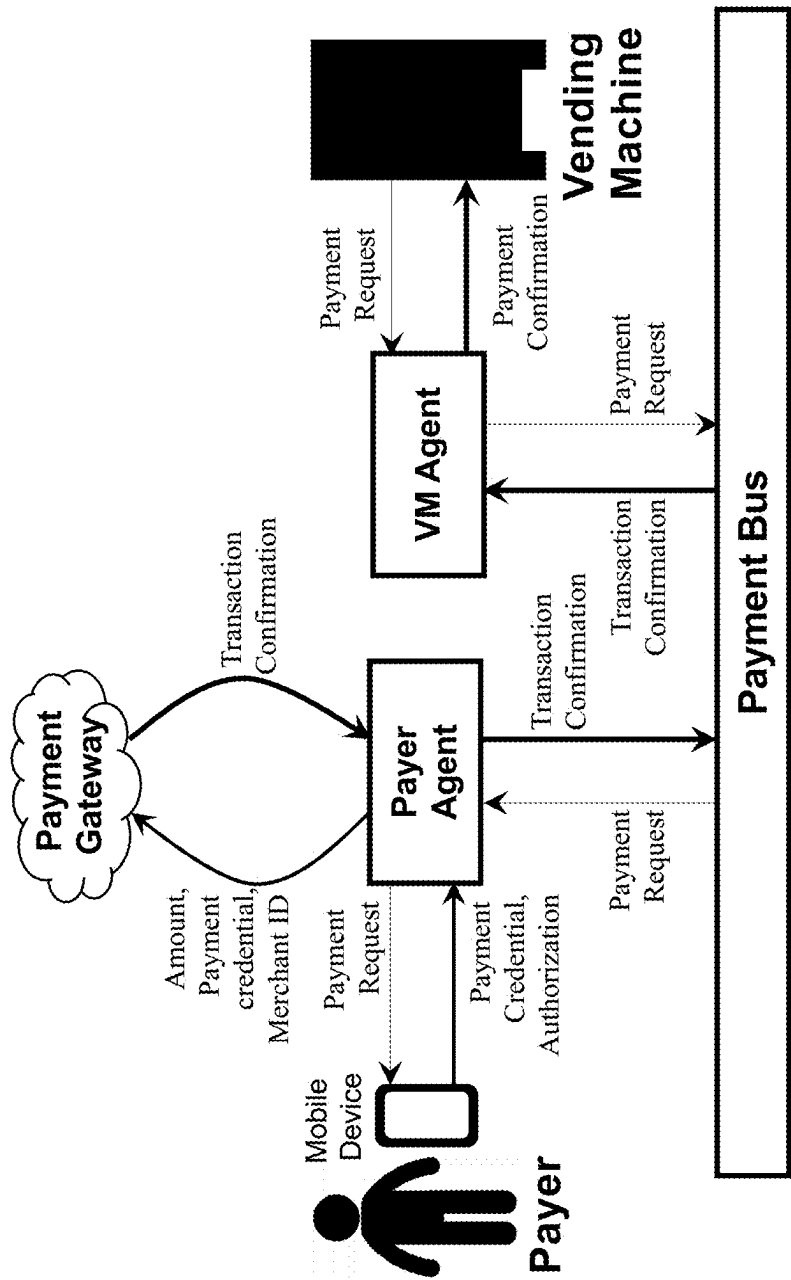 Payment
Gateway
Amount,
Payment
credential,
Merchant ID
Transaction
Confirmation
Mobile
Device
Payment
Request
Payment
Request
Payer
Agent
VM Agent
Payment
Credential,
Authorization
Payment
Confirmation
Payer
Vending
Machine
Payment
Request
Transaction
Confirmation
Transaction
Confirmation
Payment
Request
Payment Bus